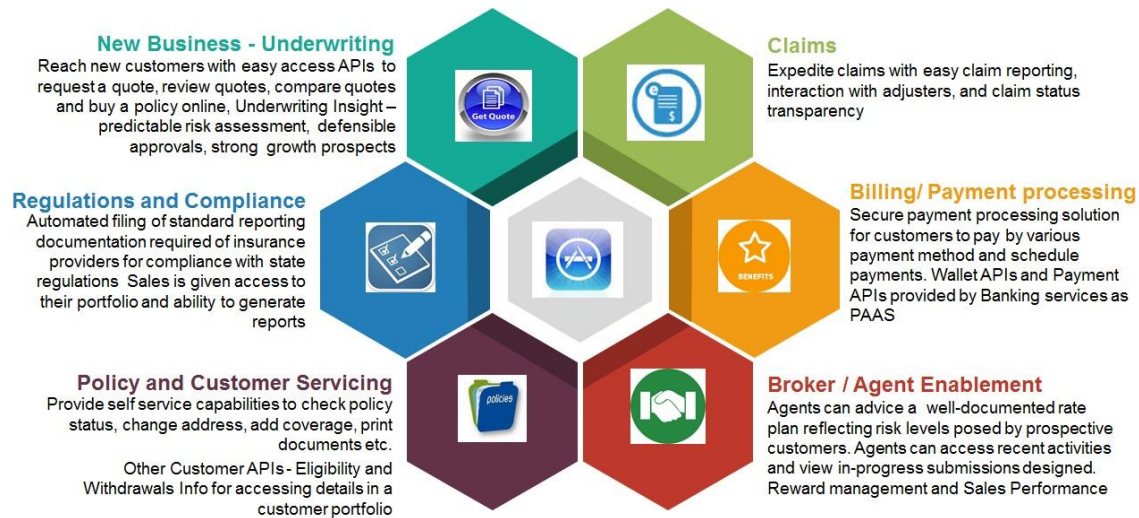 New Business - Underwriting
Reach new customers with easy access APIs to
request a quote, review quotes, compare quotes
and buy a policy online, Underwriting Insight –
predictable risk assessment, defensible
approvals, strong growth prospects
Get Quote
Claims
Expedite claims with easy claim reporting,
interaction with adjusters, and claim status
transparency
e
$
Regulations and Compliance
Automated filing of standard reporting
documentation required of insurance
providers for compliance with state
regulations Sales is given access to
their portfolio and ability to generate
reports
Billing/ Payment processing
Secure payment processing solution
for customers to pay by various
payment method and schedule
payments. Wallet APIs and Payment
APIs provided by Banking services as
PAAS
BENEFITS
Policy and Customer Servicing
Provide self service capabilities to check policy
status, change address, add coverage, print
documents etc.
Other Customer APIs - Eligibility and
Withdrawals Info for accessing details in a
customer portfolio
policies
Broker / Agent Enablement
Agents can advice a well-documented rate
plan reflecting risk levels posed by prospective
customers. Agents can access recent activities
and view in-progress submissions designed.
Reward management and Sales Performance